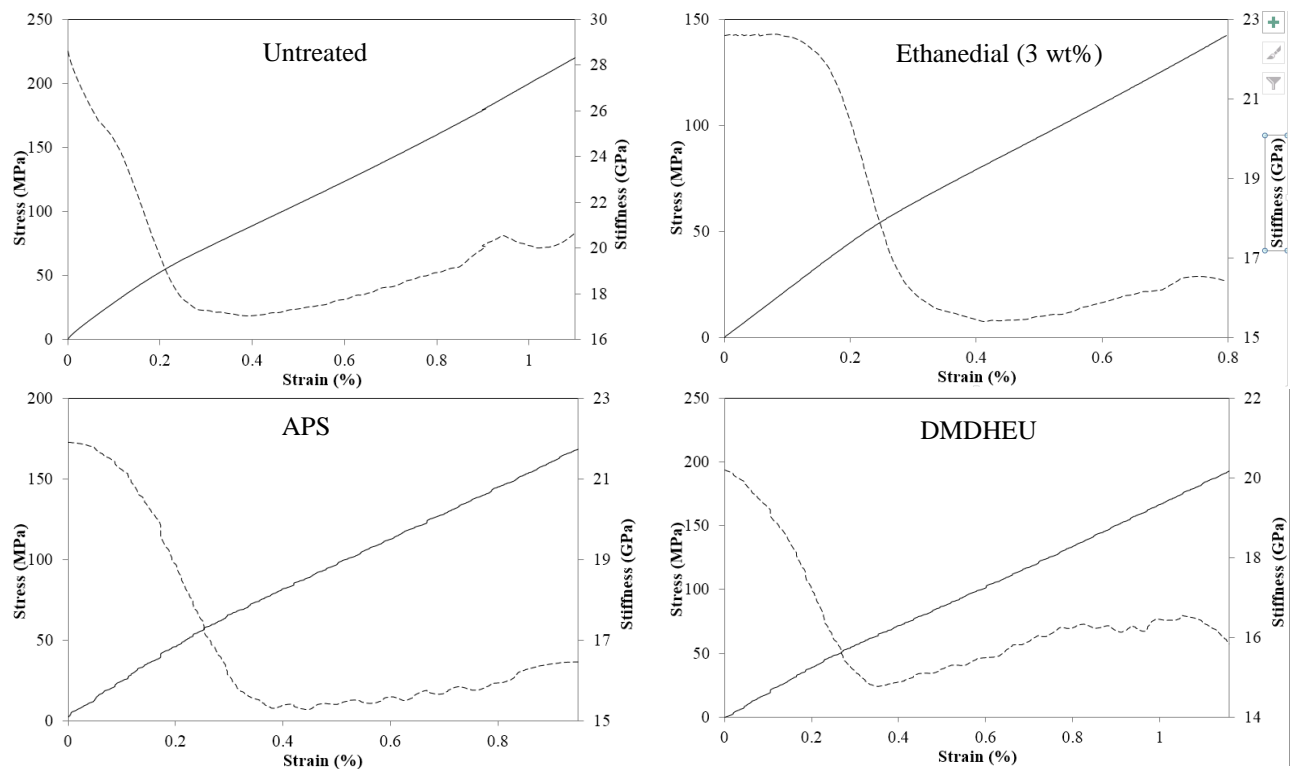 Untreated
Stress (MPa)
250
200
150
100
50
0
Stiffness (GPa)
30
28
26
24
22
20
18
16
0 0.2 0.4 0.6 0.8 1
Strain (%)
Ethanedial (3 wt%)
Stress (MPa)
150
100
50
0
Stiffness (GPa)
23
21
19
17
15
0 0.2 0.4 0.6 0.8
Strain (%)
APS
Stress (MPa)
200
150
100
50
0
Stiffness (GPa)
23
21
19
17
15
0 0.2 0.4 0.6 0.8
Strain (%)
DMDHEU
Stress (MPa)
250
200
150
100
50
0
Stiffness (GPa)
22
20
18
16
14
0 0.2 0.4 0.6 0.8 1
Strain (%)